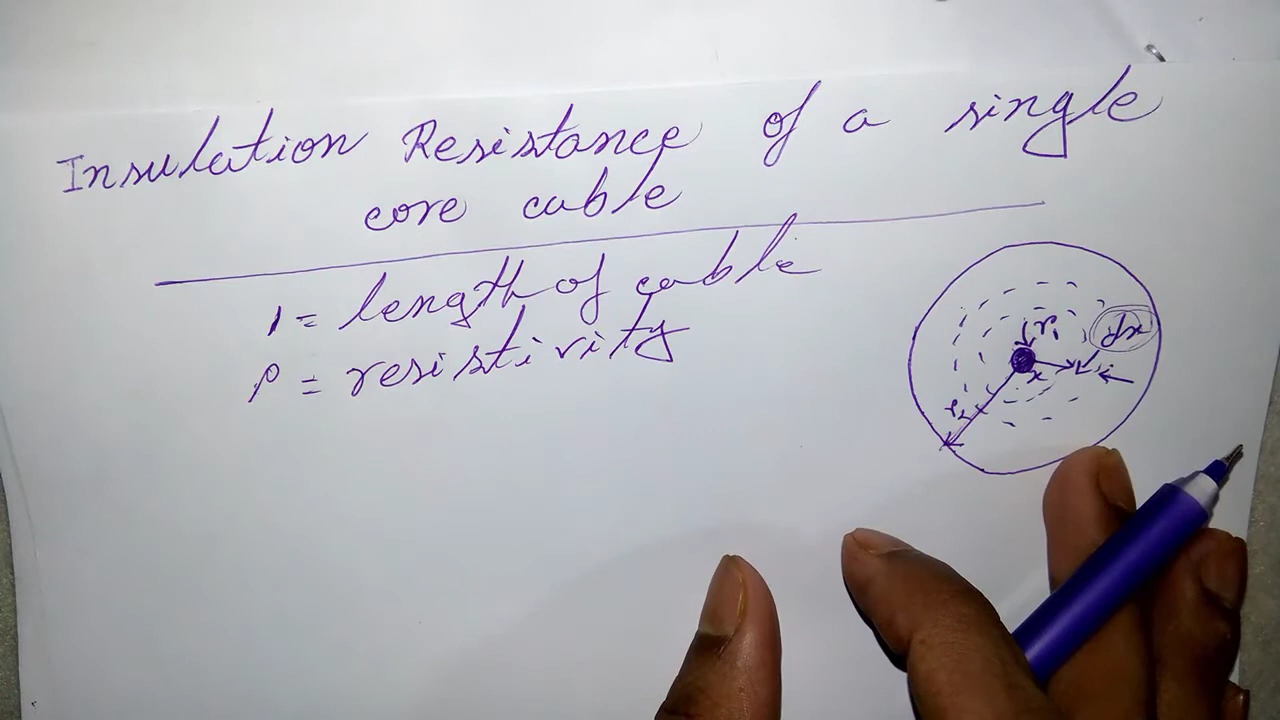 Insulation Resistance of a single
core cable
l = length of cable
ρ = resistivity
r₁
dx
x
r₂